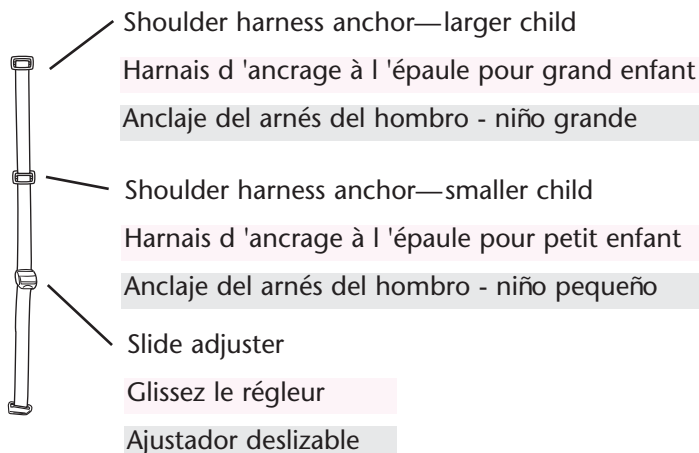 Shoulder harness anchor—larger child
Harnais d 'ancrage à l 'épaule pour grand enfant
Anclaje del arnés del hombro - niño grande
Shoulder harness anchor—smaller child
Harnais d 'ancrage à l 'épaule pour petit enfant
Anclaje del arnés del hombro - niño pequeño
Slide adjuster
Glissez le régleur
Ajustador deslizable